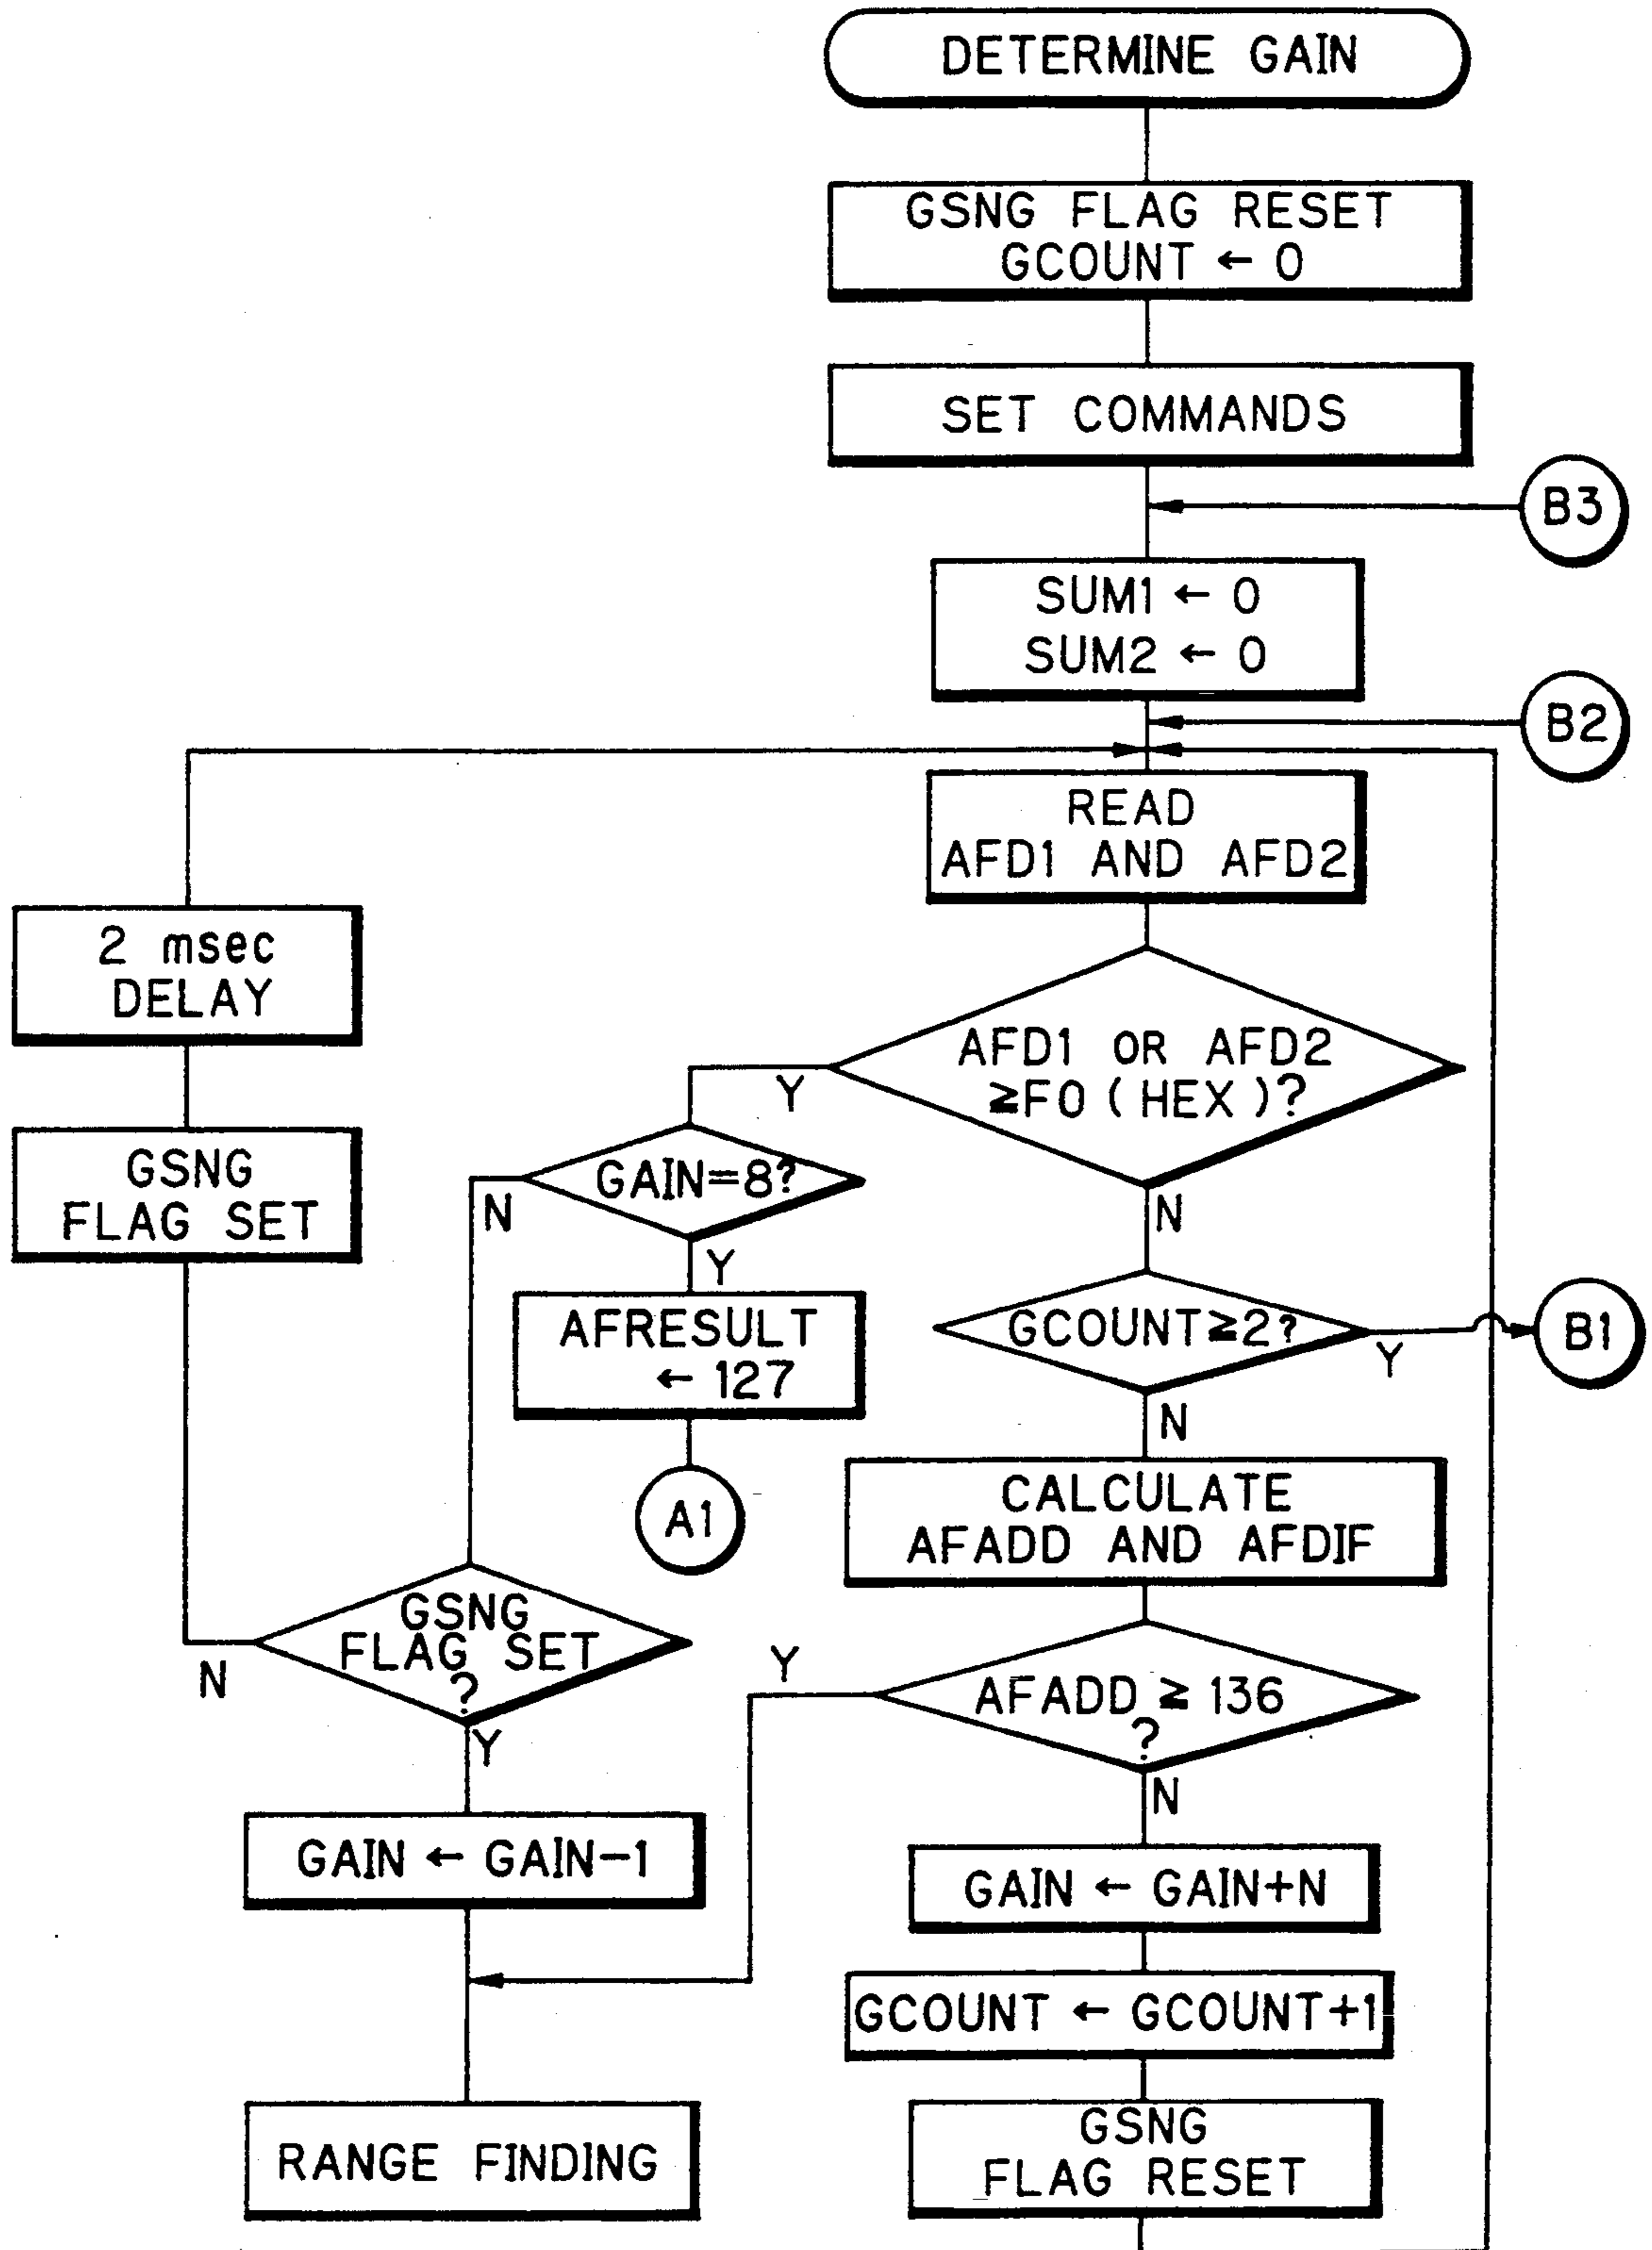 DETERMINE GAIN
GSNG FLAG RESET
GCOUNT ← 0
SET COMMANDS
B3
SUM1 ← 0
SUM2 ← 0
B2
READ
AFD1 AND AFD2
2 msec
DELAY
AFD1 OR AFD2
≧F0 (HEX)?
Y
N
GSNG
FLAG SET
GAIN=8?
N
Y
AFRESULT
← 127
A1
GCOUNT≧2?
Y
B1
N
CALCULATE
AFADD AND AFDIF
GSNG
FLAG SET
?
N
Y
AFADD ≧ 136
?
Y
N
GAIN ← GAIN-1
GAIN ← GAIN+N
GCOUNT ← GCOUNT+1
RANGE FINDING
GSNG
FLAG RESET